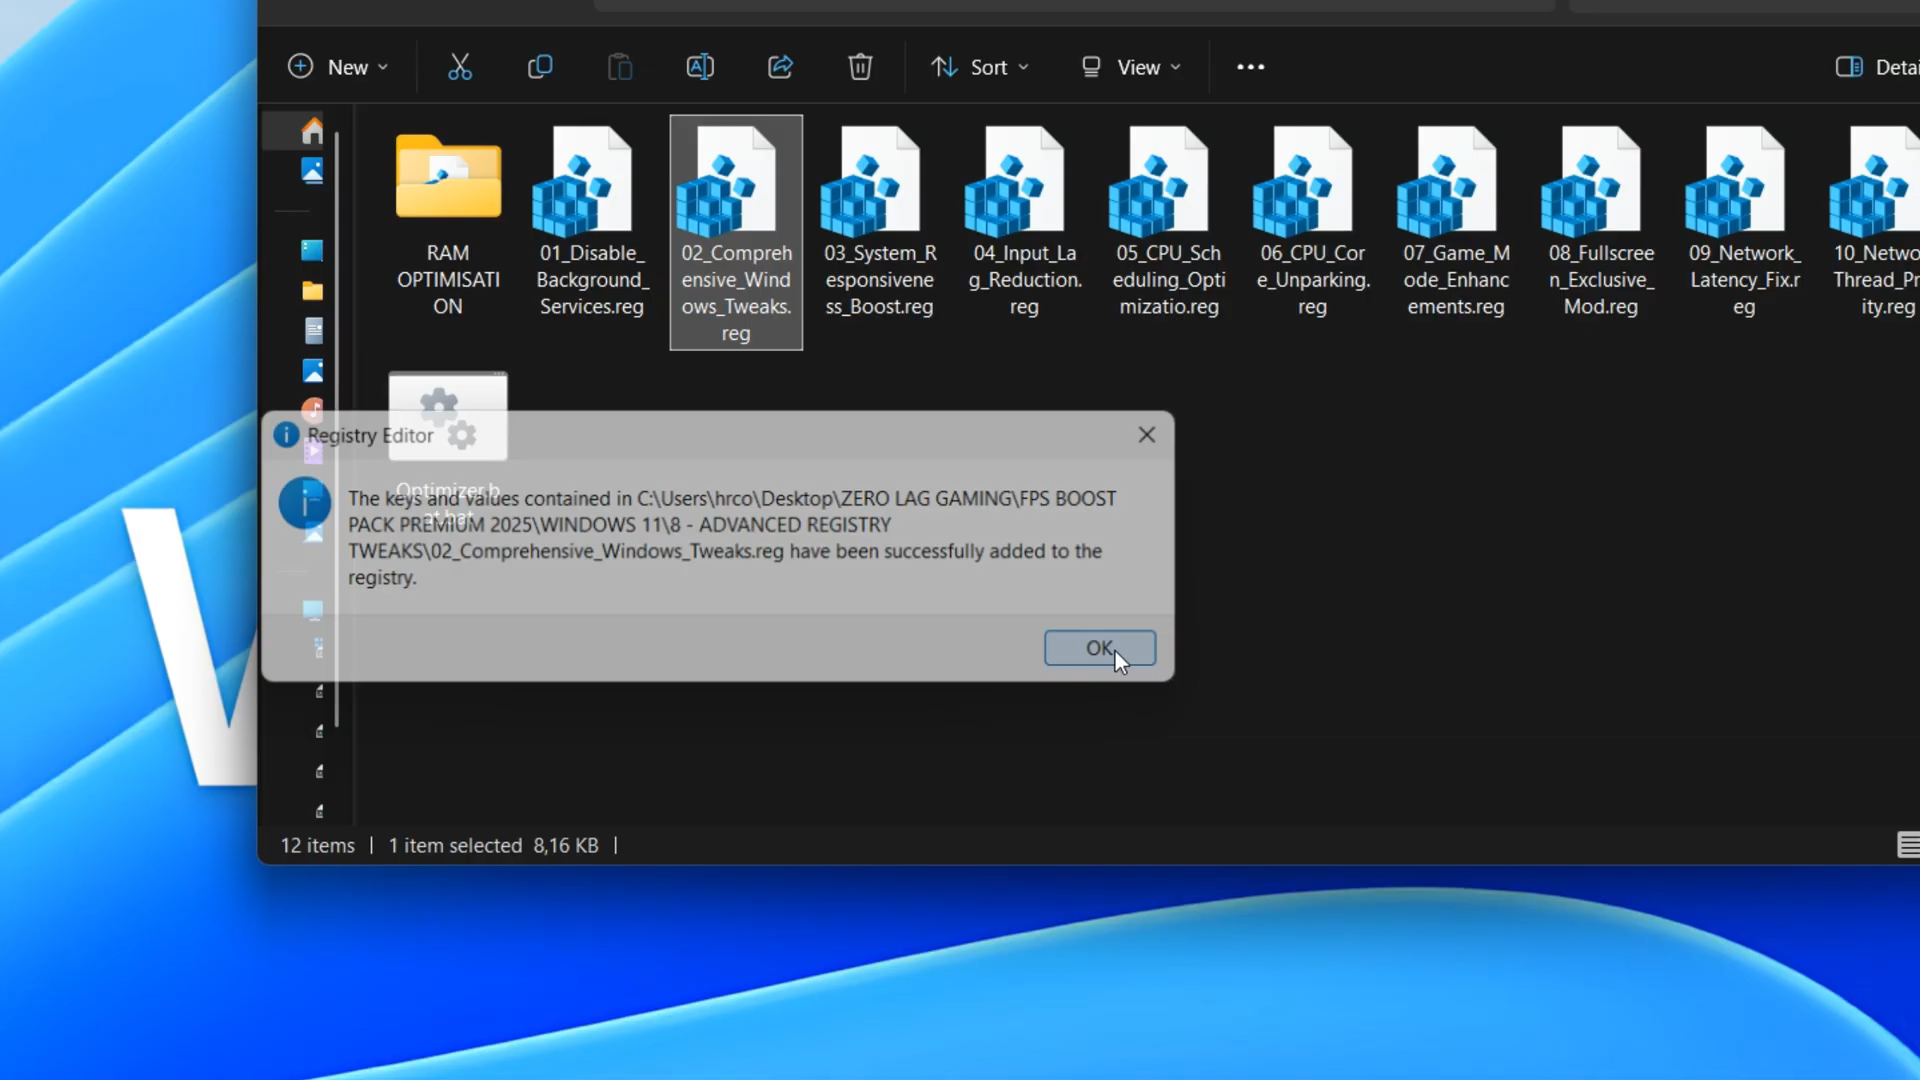 New
Sort
View
Detai
RAM
OPTIMISATI
ON
01_Disable_
Background_
Services.reg
02_Compreh
ensive_Wind
ows_Tweaks.
reg
03_System_R
esponsivene
ss_Boost.reg
04_Input_La
g_Reduction.
reg
05_CPU_Sch
eduling_Opti
mizatio.reg
06_CPU_Cor
e_Unparking.
reg
07_Game_M
ode_Enhanc
ements.reg
08_Fullscree
n_Exclusive_
Mod.reg
09_Network_
Latency_Fix.r
eg
10_Netwo
Thread_P
ity.reg
Optimizer.b
at.bat
Registry Editor
The keys and values contained in C:\Users\hrco\Desktop\ZERO LAG GAMING\FPS BOOST
PACK PREMIUM 2025\WINDOWS 11\8 - ADVANCED REGISTRY
TWEAKS\02_Comprehensive_Windows_Tweaks.reg have been successfully added to the
registry.
OK
12 items
1 item selected 8,16 KB